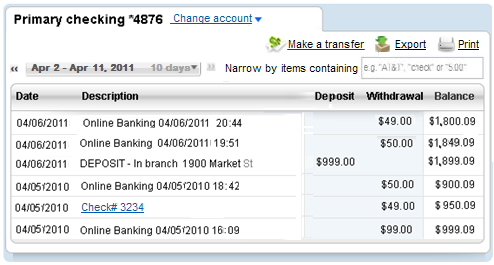 Primary checking *4876 Change account
Make a transfer Export Print
« Apr 2 - Apr 11, 2011 10 days » Narrow by items containing e.g. "AT&T", "check" or "5.00"
Date Description Deposit Withdrawal Balance
04/06/2011 Online Banking 04/06/2011 20:44 $49.00 $1,800.09
04/06/2011 Online Banking 04/06/2011 19:51 $50.00 $1,849.09
04/06/2011 DEPOSIT - In branch 1900 Market St $999.00 $1,899.09
04/05/2010 Online Banking 04/05/2010 18:42 $50.00 $900.09
04/05/2010 Check# 3234 $49.00 $950.09
04/05/2010 Online Banking 04/05/2010 16:09 $99.00 $999.09